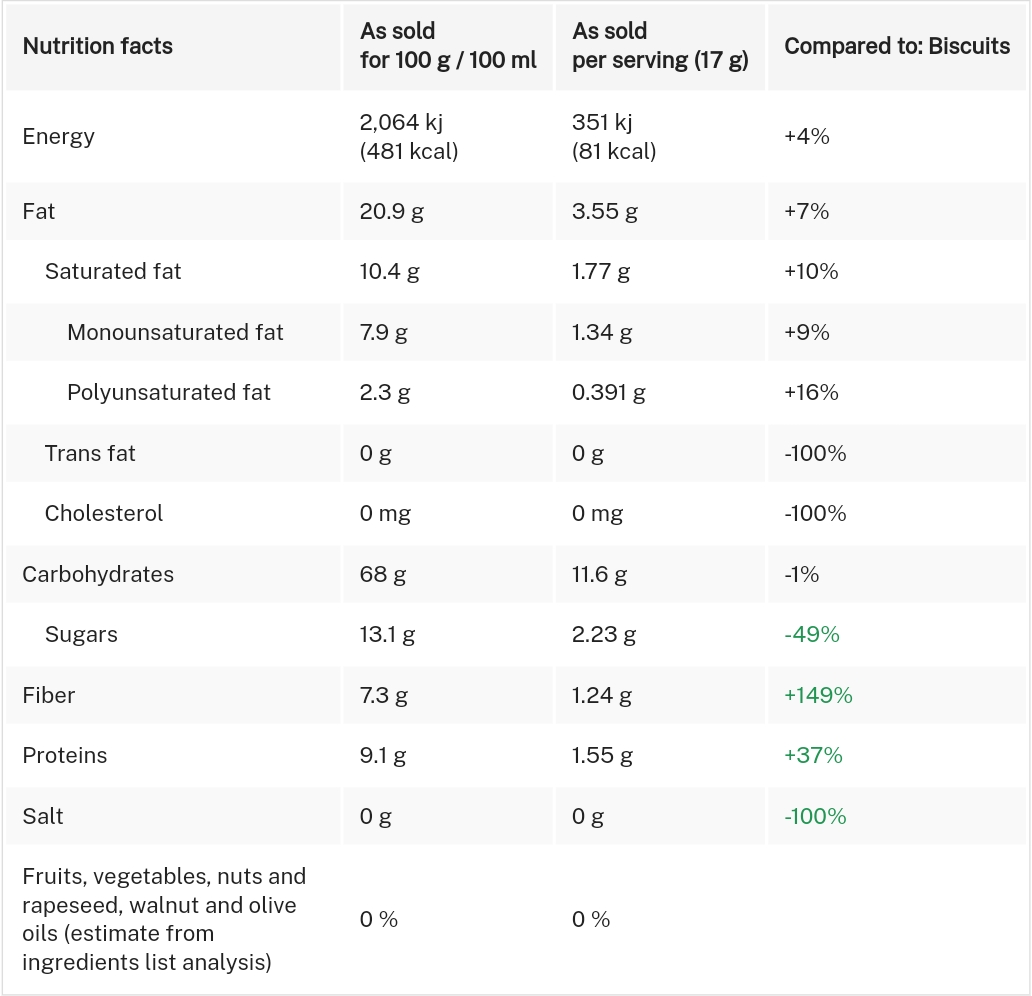 Nutrition facts
As sold
for 100 g / 100 ml
As sold
per serving (17 g)
Compared to: Biscuits
Energy
2,064 kj
(481 kcal)
351 kj
(81 kcal)
+4%
Fat
20.9 g
3.55 g
+7%
Saturated fat
10.4 g
1.77 g
+10%
Monounsaturated fat
7.9 g
1.34 g
+9%
Polyunsaturated fat
2.3 g
0.391 g
+16%
Trans fat
0 g
0 g
-100%
Cholesterol
0 mg
0 mg
-100%
Carbohydrates
68 g
11.6 g
-1%
Sugars
13.1 g
2.23 g
-49%
Fiber
7.3 g
1.24 g
+149%
Proteins
9.1 g
1.55 g
+37%
Salt
0 g
0 g
-100%
Fruits, vegetables, nuts and
rapeseed, walnut and olive
oils (estimate from
ingredients list analysis)
0 %
0 %